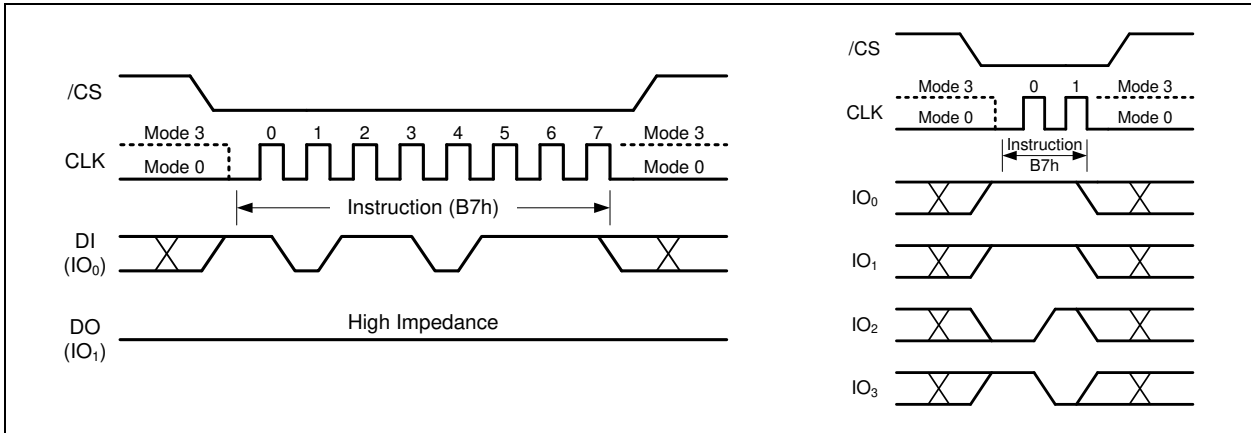 /CS
Mode 3 0 1 2 3 4 5 6 7 Mode 3
CLK
Mode 0 Mode 0
Instruction (B7h)
DI
(IO₀)
High Impedance
DO
(IO₁)
/CS
Mode 3 0 1 Mode 3
CLK
Mode 0 Mode 0
Instruction
B7h
IO₀
IO₁
IO₂
IO₃